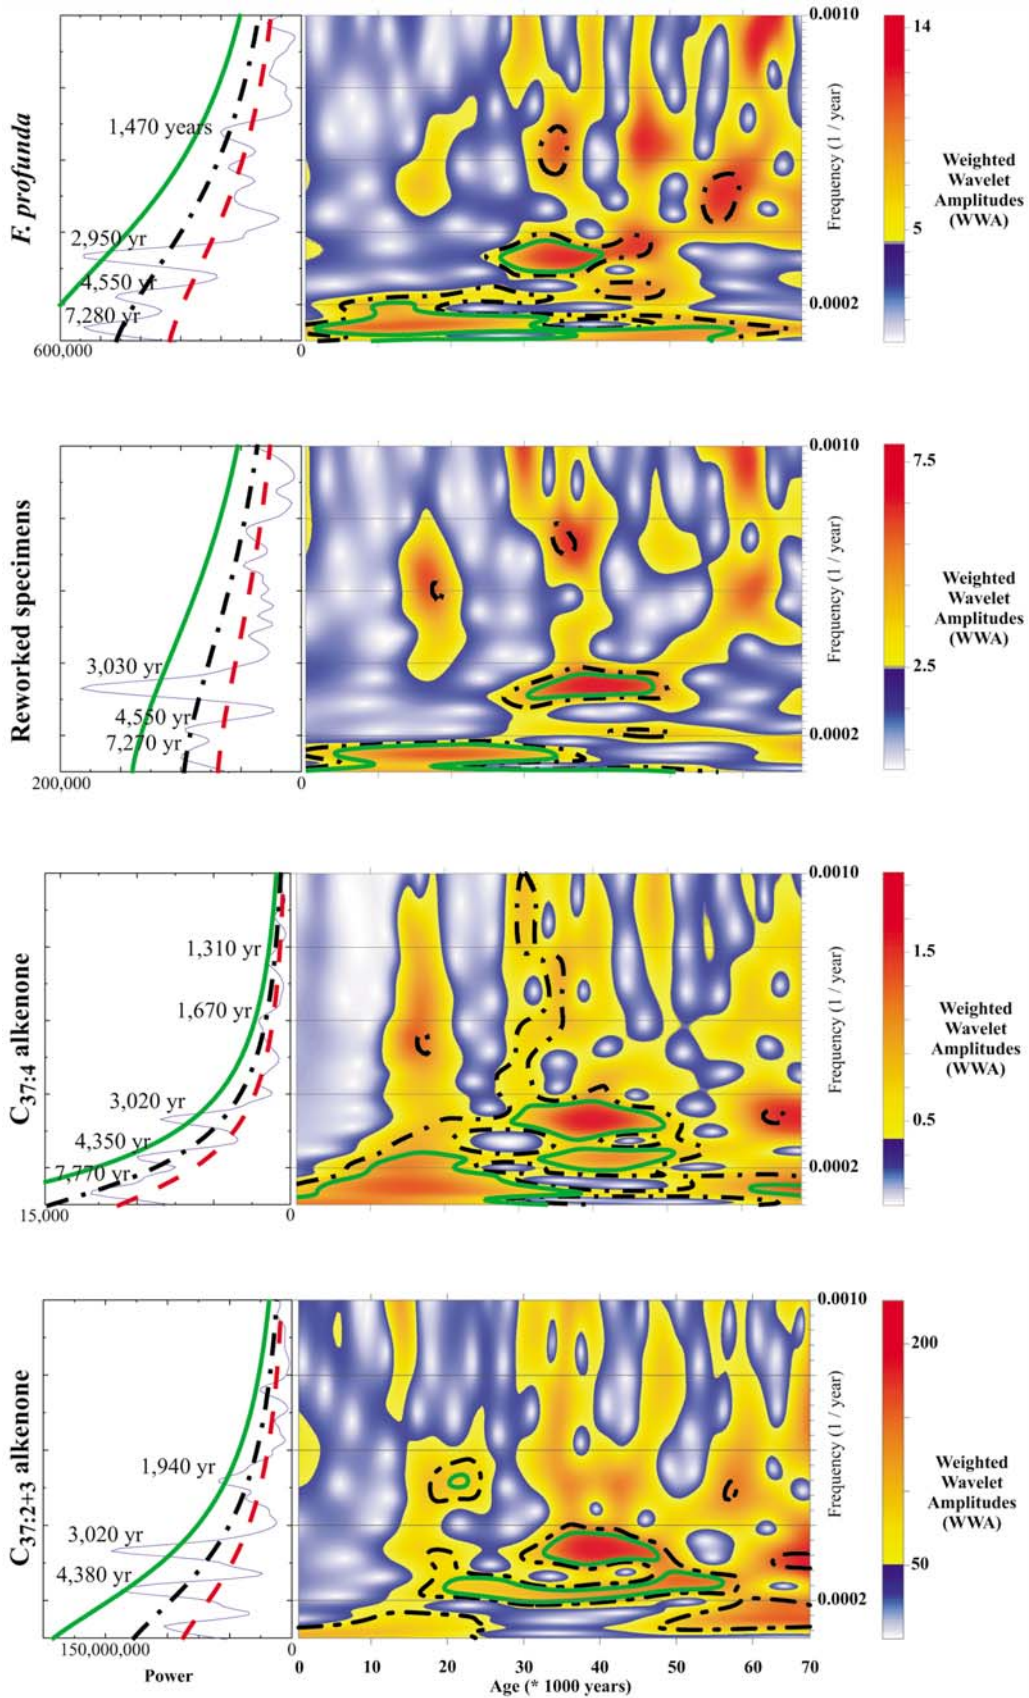 F. profunda
1,470 years
2,950 yr
4,550 yr
7,280 yr
600,000
0
0.0010
Frequency (1 / year)
0.0002
14
5
Weighted
Wavelet
Amplitudes
(WWA)
Reworked specimens
3,030 yr
4,550 yr
7,270 yr
200,000
0
0.0010
Frequency (1 / year)
0.0002
7.5
2.5
Weighted
Wavelet
Amplitudes
(WWA)
C37:4 alkenone
1,310 yr
1,670 yr
3,020 yr
4,350 yr
7,770 yr
15,000
0
0.0010
Frequency (1 / year)
0.0002
1.5
0.5
Weighted
Wavelet
Amplitudes
(WWA)
C37:2+3 alkenone
1,940 yr
3,020 yr
4,380 yr
150,000,000
0
Power
0.0010
Frequency (1 / year)
0.0002
200
50
Weighted
Wavelet
Amplitudes
(WWA)
0 10 20 30 40 50 60 70
Age (* 1000 years)